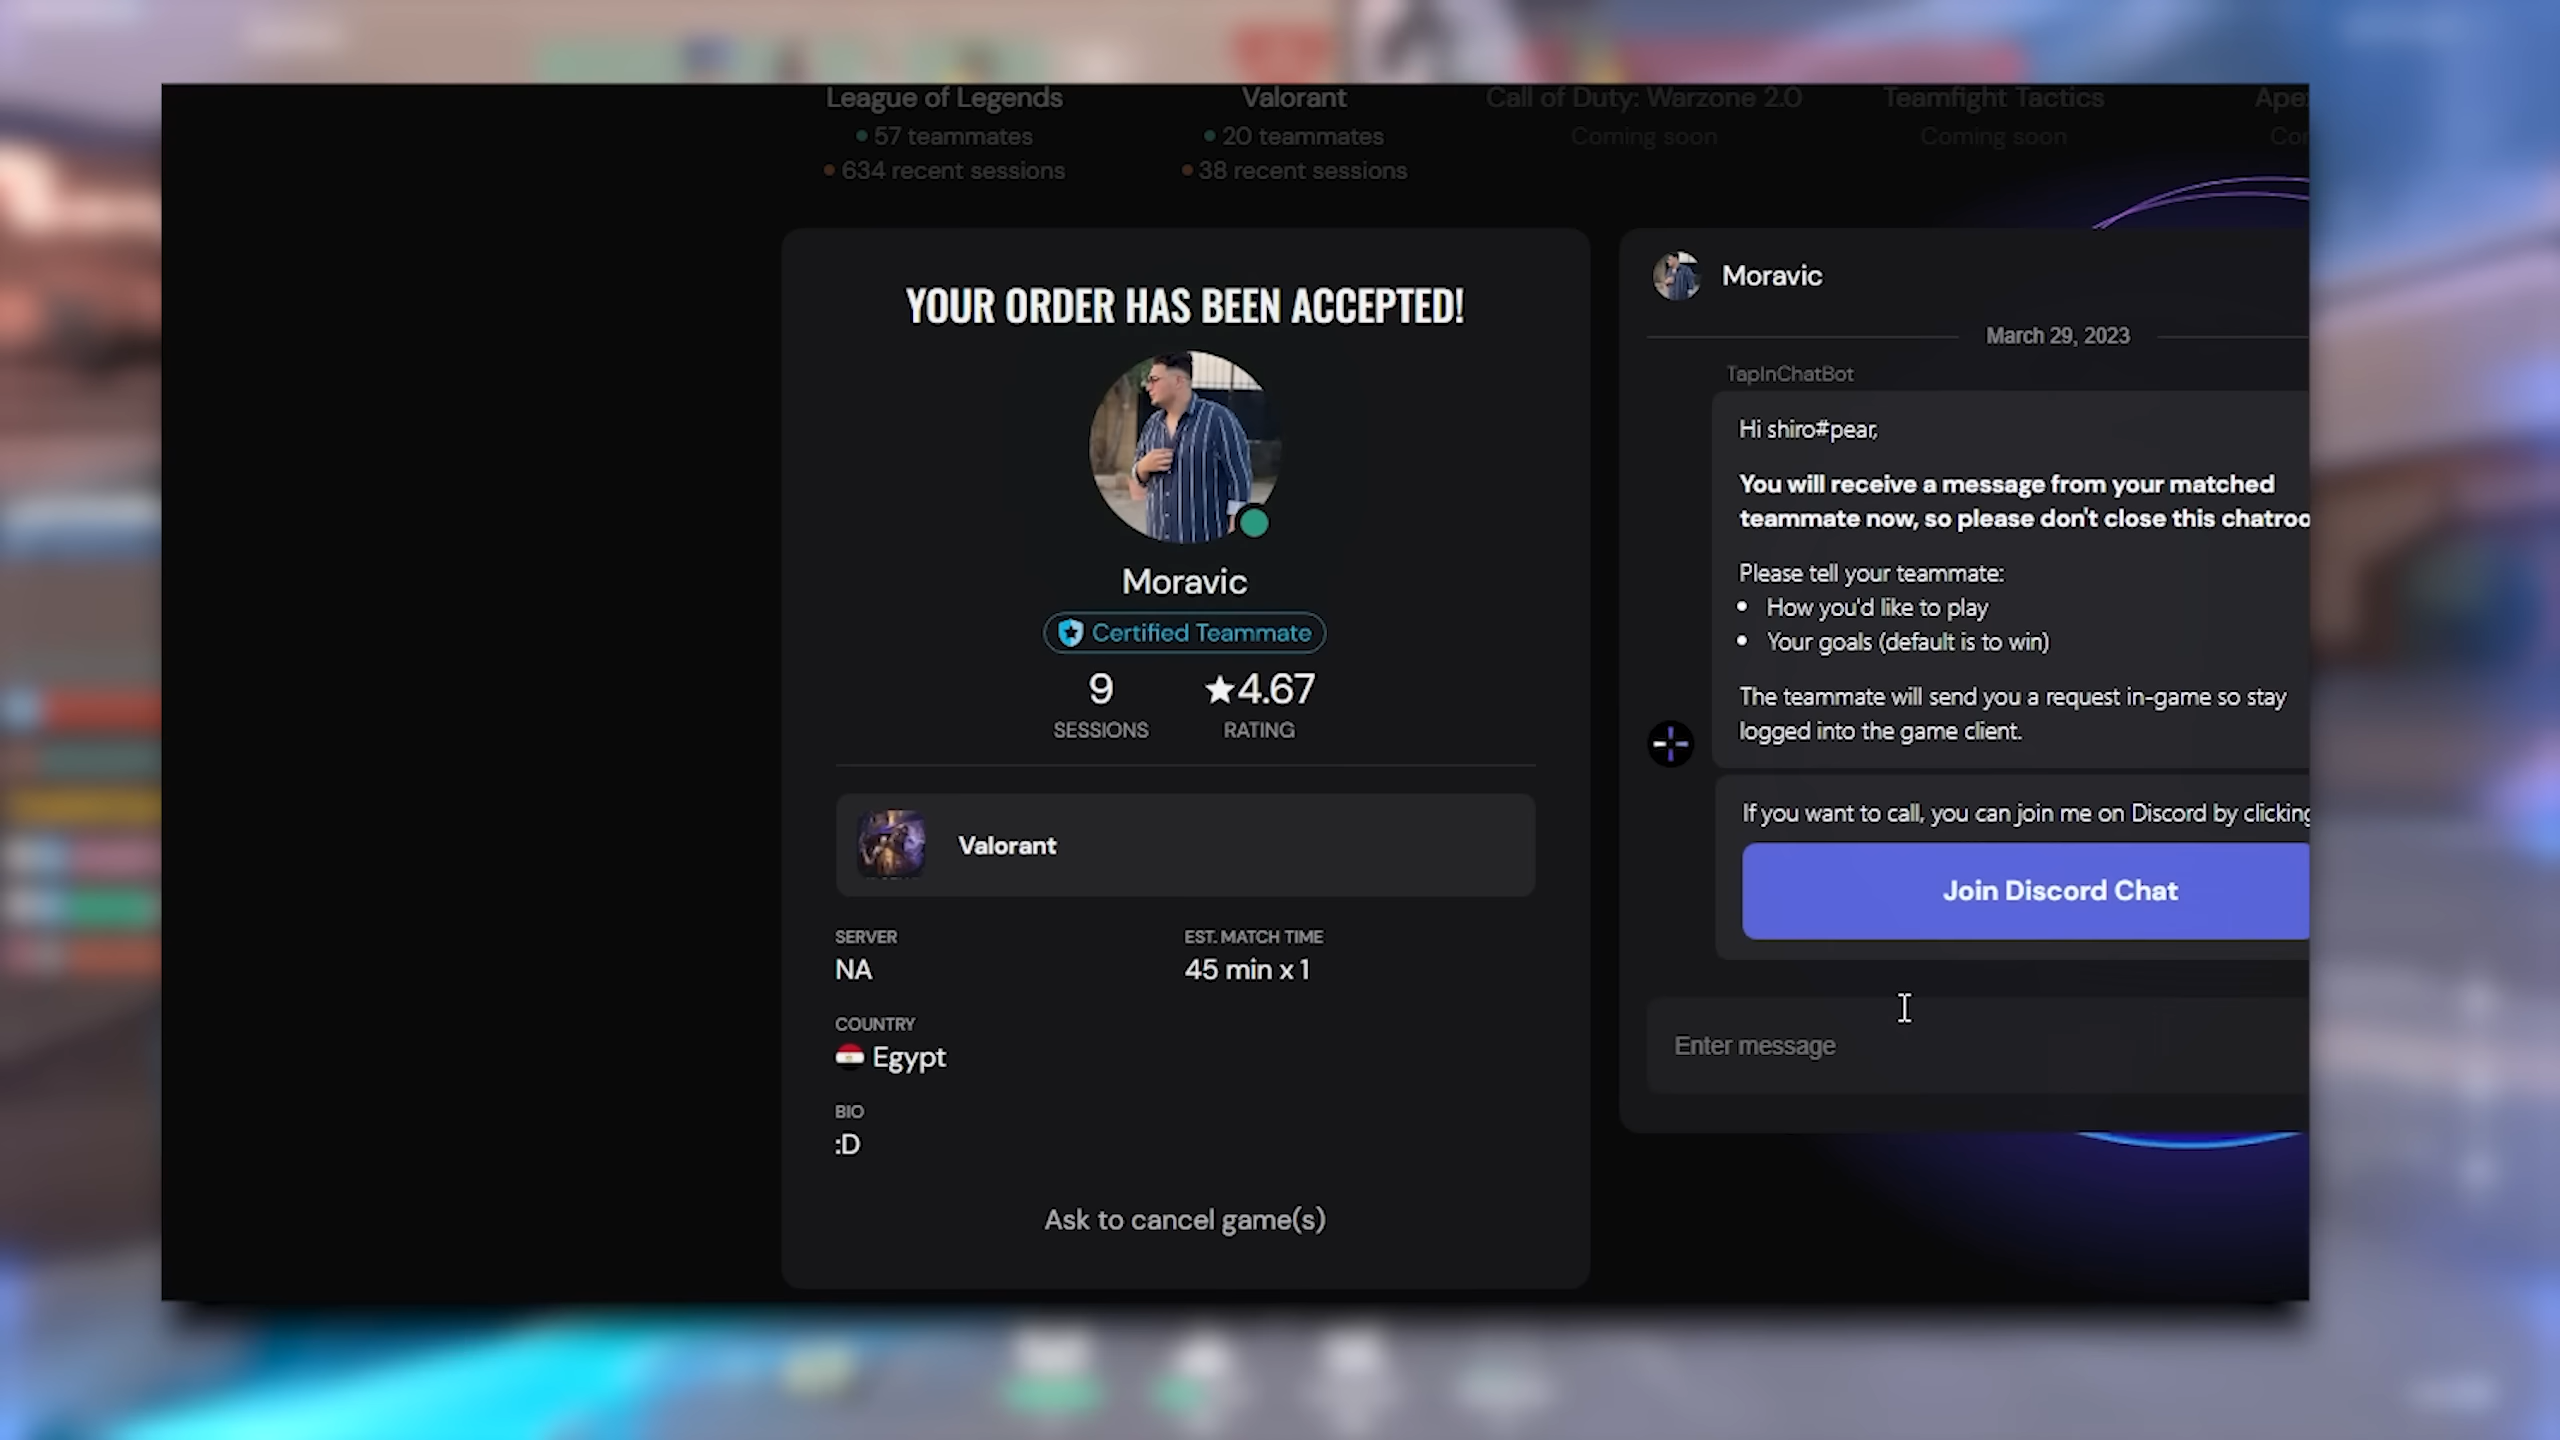 League of Legends
57 teammates
634 recent sessions
Valorant
20 teammates
38 recent sessions
Call of Duty: Warzone 2.0
Coming soon
Teamfight Tactics
Coming soon
YOUR ORDER HAS BEEN ACCEPTED!
Moravic
Certified Teammate
9
SESSIONS
★4.67
RATING
Valorant
SERVER
NA
EST. MATCH TIME
45 min x 1
COUNTRY
Egypt
BIO
:D
Ask to cancel game(s)
Moravic
March 29, 2023
TapInChatBot
Hi shiro#pear,
You will receive a message from your matched
teammate now, so please don't close this chatroo
Please tell your teammate:
• How you'd like to play
• Your goals (default is to win)
The teammate will send you a request in-game so stay
logged into the game client.
If you want to call, you can join me on Discord by clicking
Join Discord Chat
Enter message